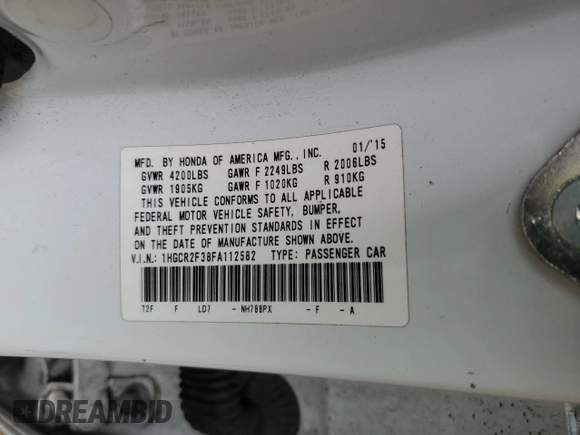 MFD. BY HONDA OF AMERICA MFG., INC. 01/'15
GVWR 4200LBS GAWR F 2249LBS R 2006LBS
GVWR 1905KG GAWR F 1020KG R 910KG
THIS VEHICLE CONFORMS TO ALL APPLICABLE
FEDERAL MOTOR VEHICLE SAFETY, BUMPER,
AND THEFT PREVENTION STANDARDS IN EFFECT
ON THE DATE OF MANUFACTURE SHOWN ABOVE.
V.I.N.: 1HGCR2F38FA112582 TYPE: PASSENGER CAR
T2F F LD7 - NH788PX - F - A
DREAMBID